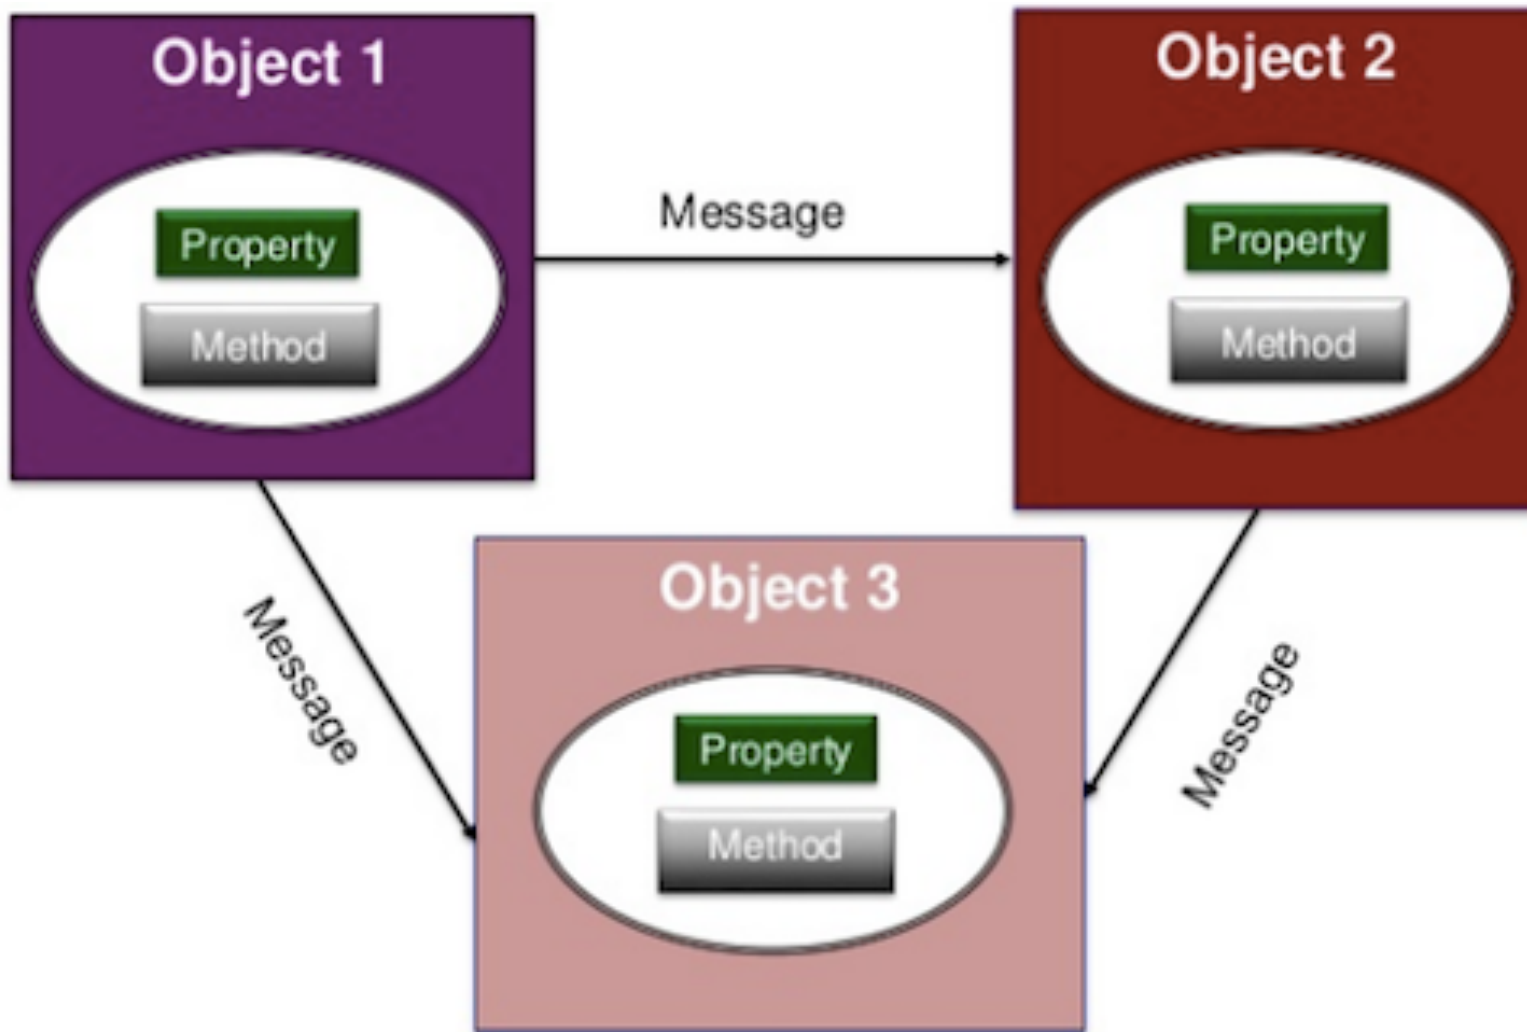 Object 1
Property
Method
Message
Object 2
Property
Method
Message
Object 3
Property
Method
Message